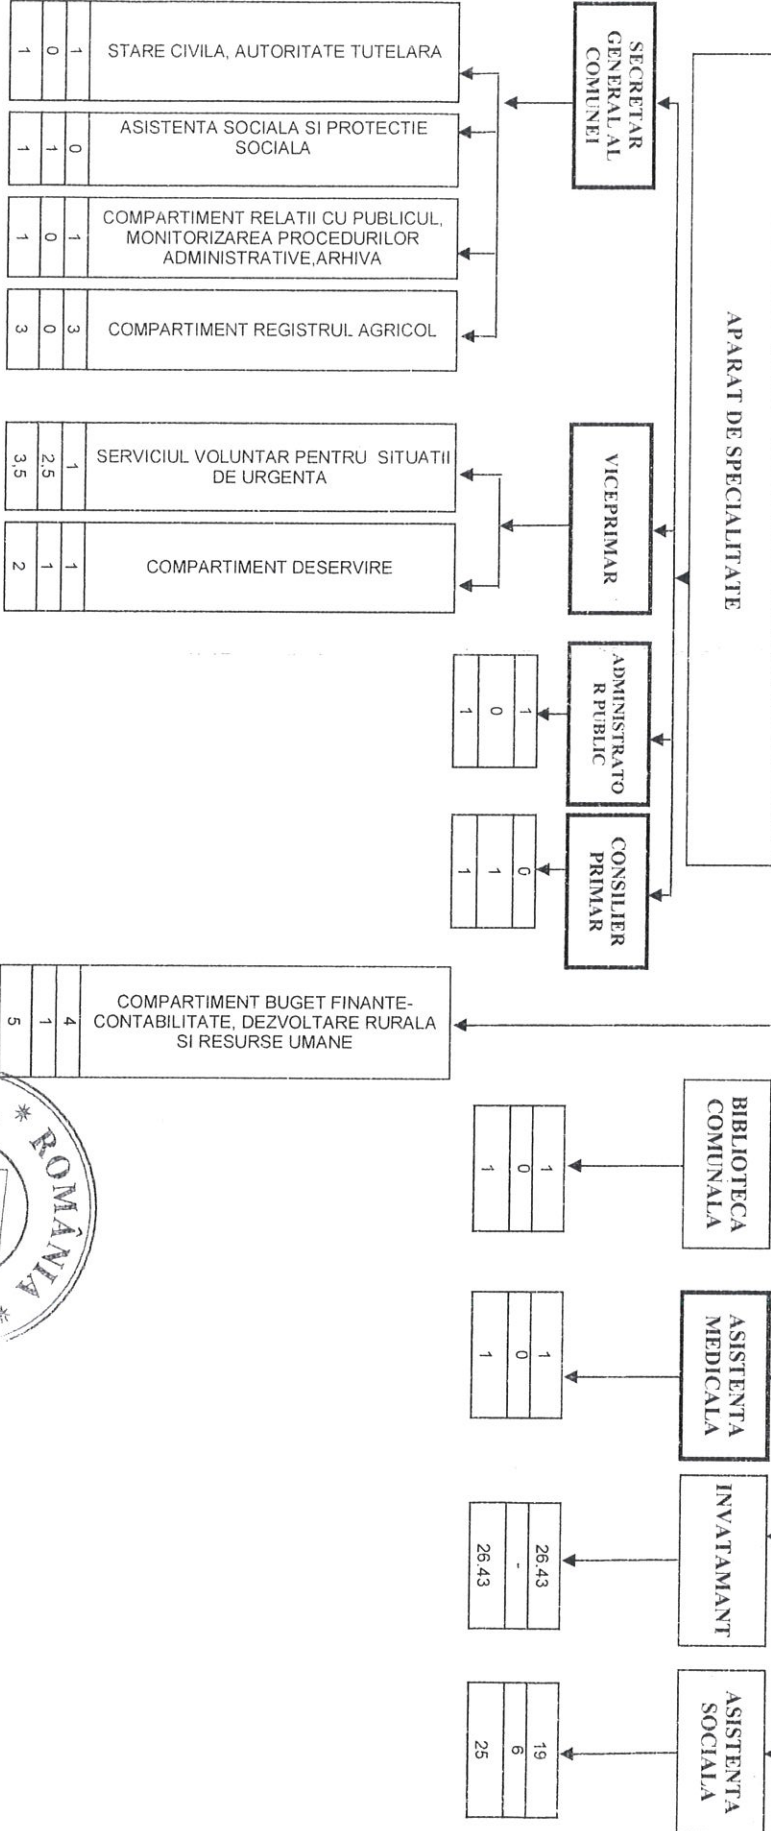 APARAT DE SPECIALITATE
SECRETAR
GENERAL AL
COMUNEI
VICEPRIMAR
ADMINISTRATO
R PUBLIC
CONSILIER
PRIMAR
BIBLIOTECA
COMUNALA
ASISTENTA
MEDICALA
INVATAMANT
ASISTENTA
SOCIALA
STARE CIVILA, AUTORITATE TUTELARA
1
0
1
ASISTENTA SOCIALA SI PROTECTIE
SOCIALA
0
1
1
COMPARTIMENT RELATII CU PUBLICUL,
MONITORIZAREA PROCEDURILOR
ADMINISTRATIVE,ARHIVA
1
0
1
COMPARTIMENT REGISTRUL AGRICOL
3
0
3
SERVICIUL VOLUNTAR PENTRU SITUATII
DE URGENTA
1
2,5
3,5
COMPARTIMENT DESERVIRE
1
1
2
1
0
1
0
1
1
COMPARTIMENT BUGET FINANTE-
CONTABILITATE, DEZVOLTARE RURALA
SI RESURSE UMANE
4
1
5
1
0
1
1
0
1
26.43
-
26.43
19
6
25
* ROMÂNIA *